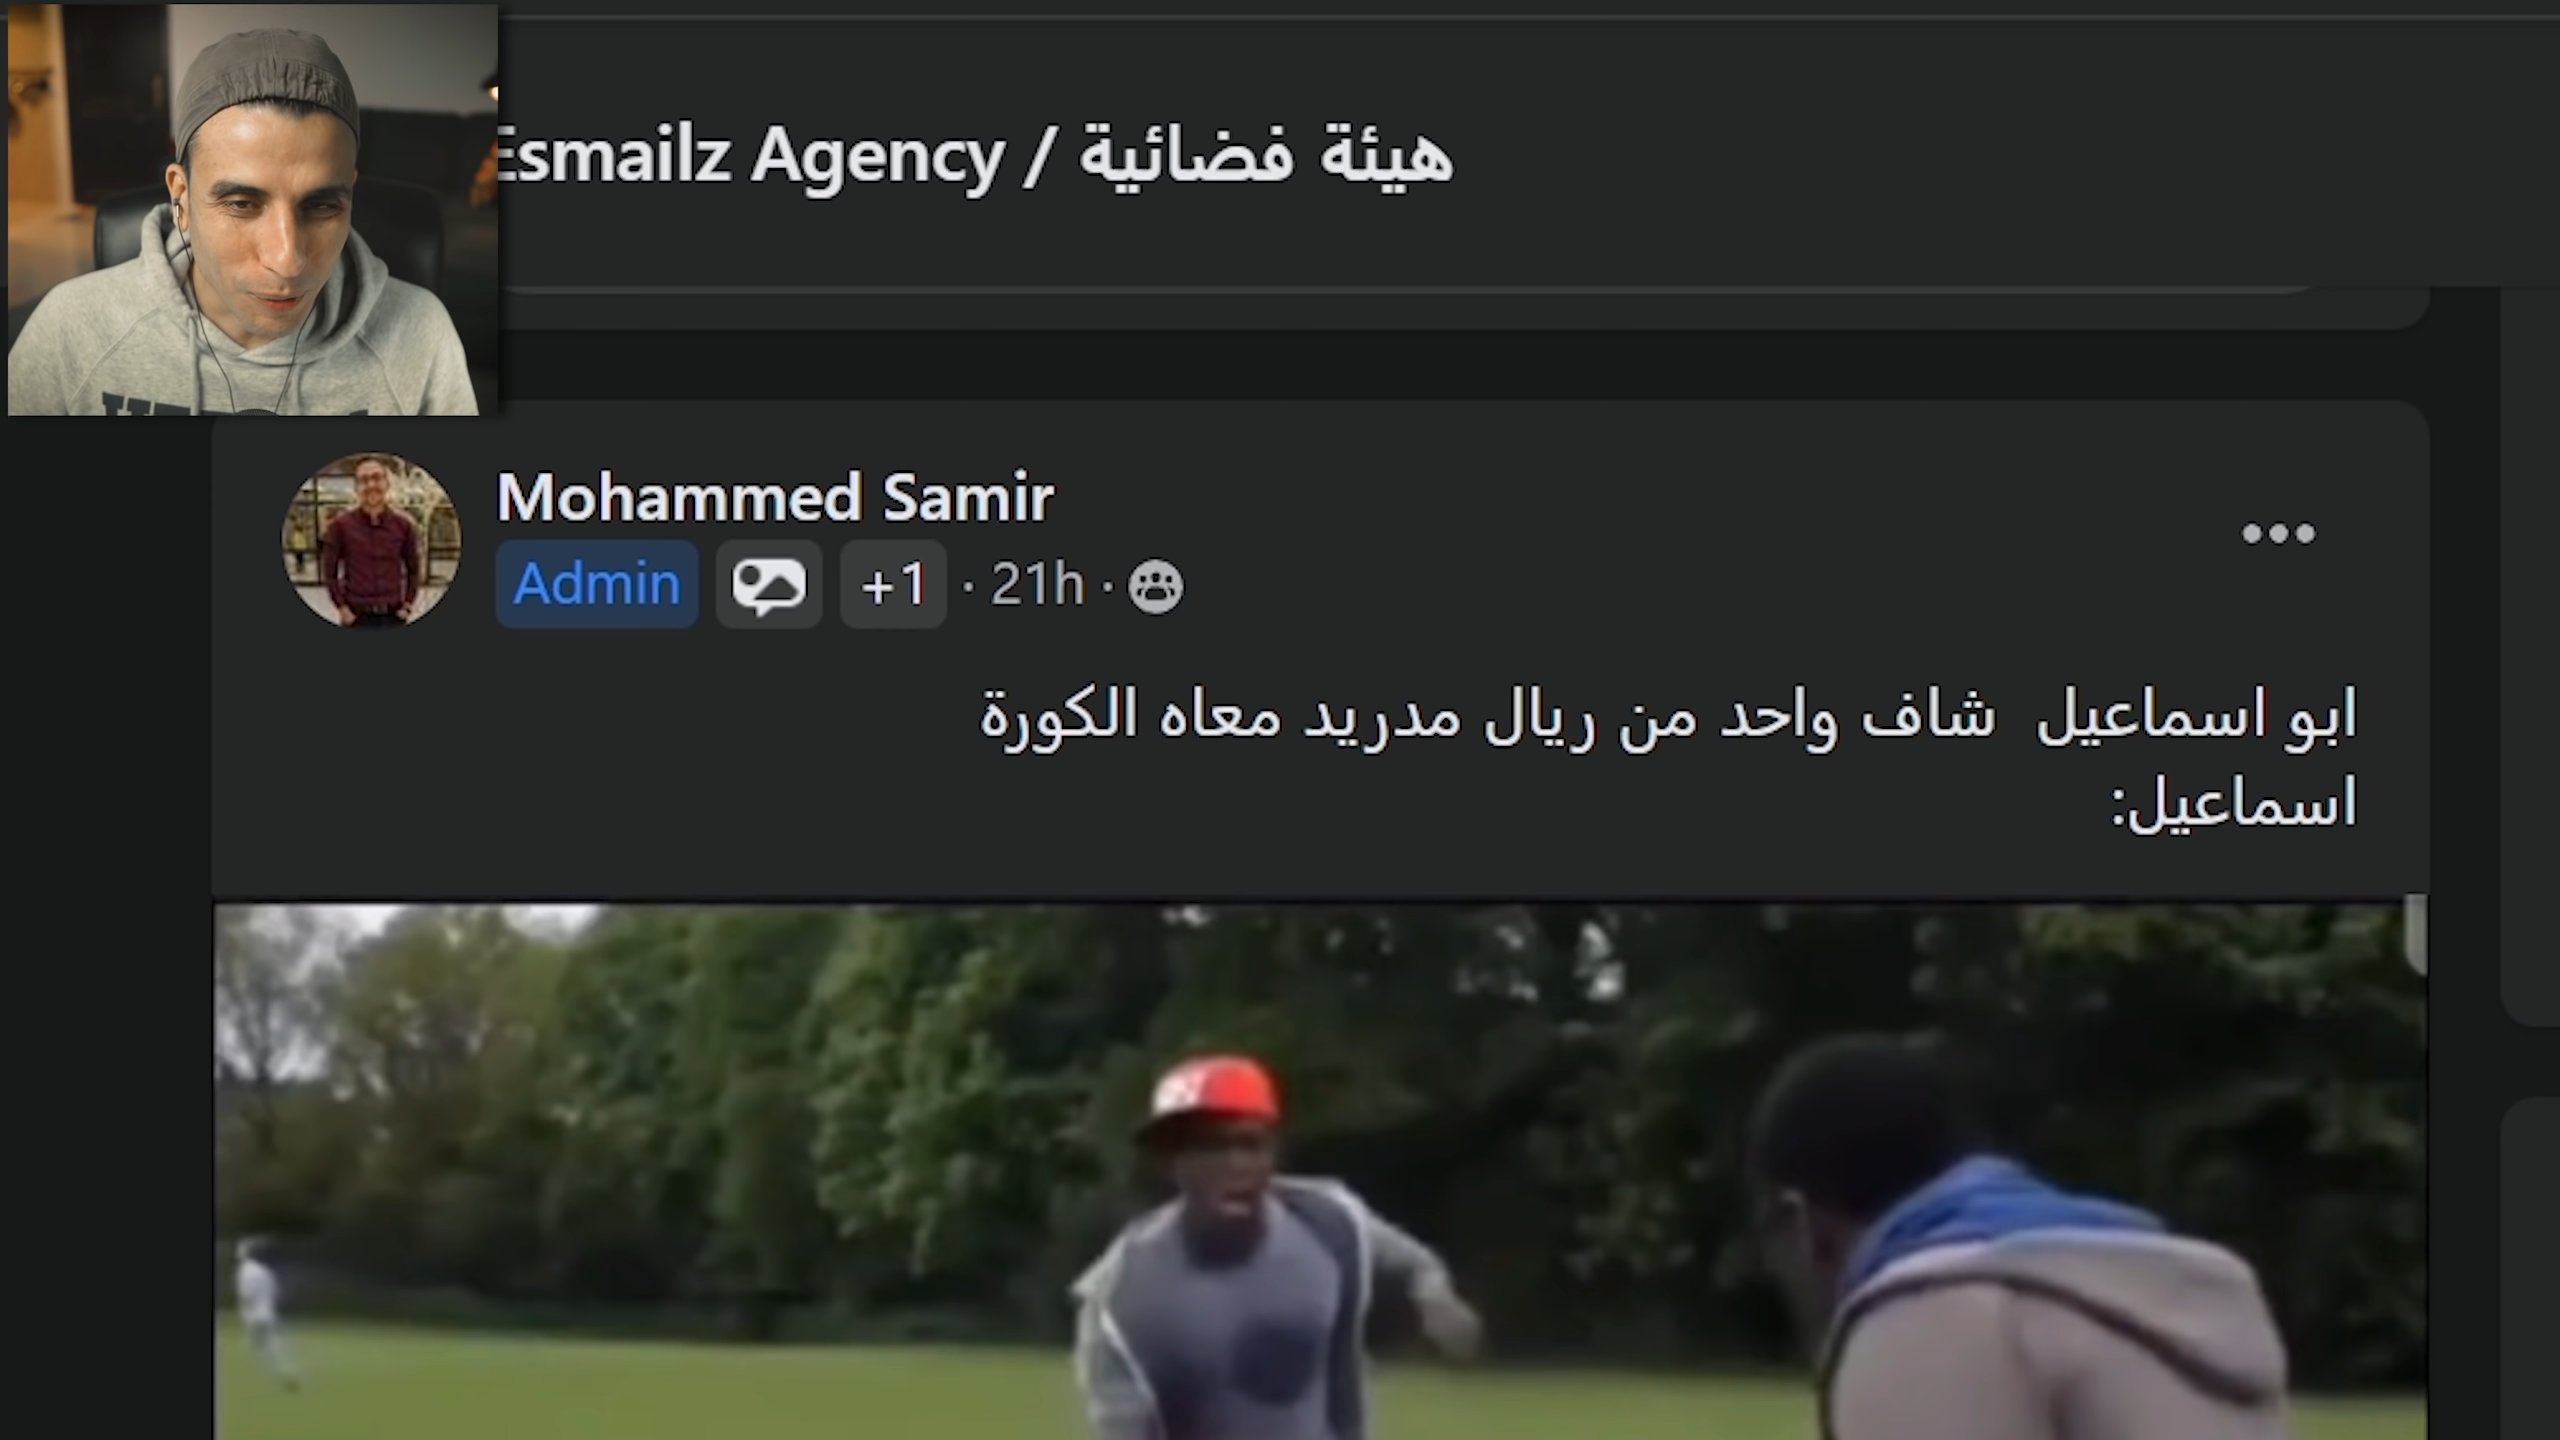 Esmailz Agency / هيئة فضائية
Mohammed Samir
Admin +1 · 21h ·
ابو اسماعيل شاف واحد من ريال مدريد معاه الكورة
اسماعيل: